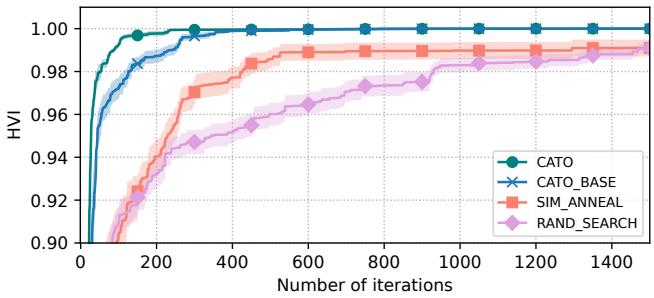 1.00
0.98
0.96
0.94
0.92
0.90
HVI
0
200
400
600
800
1000
1200
1400
Number of iterations
CATO
CATO_BASE
SIM_ANNEAL
RAND_SEARCH